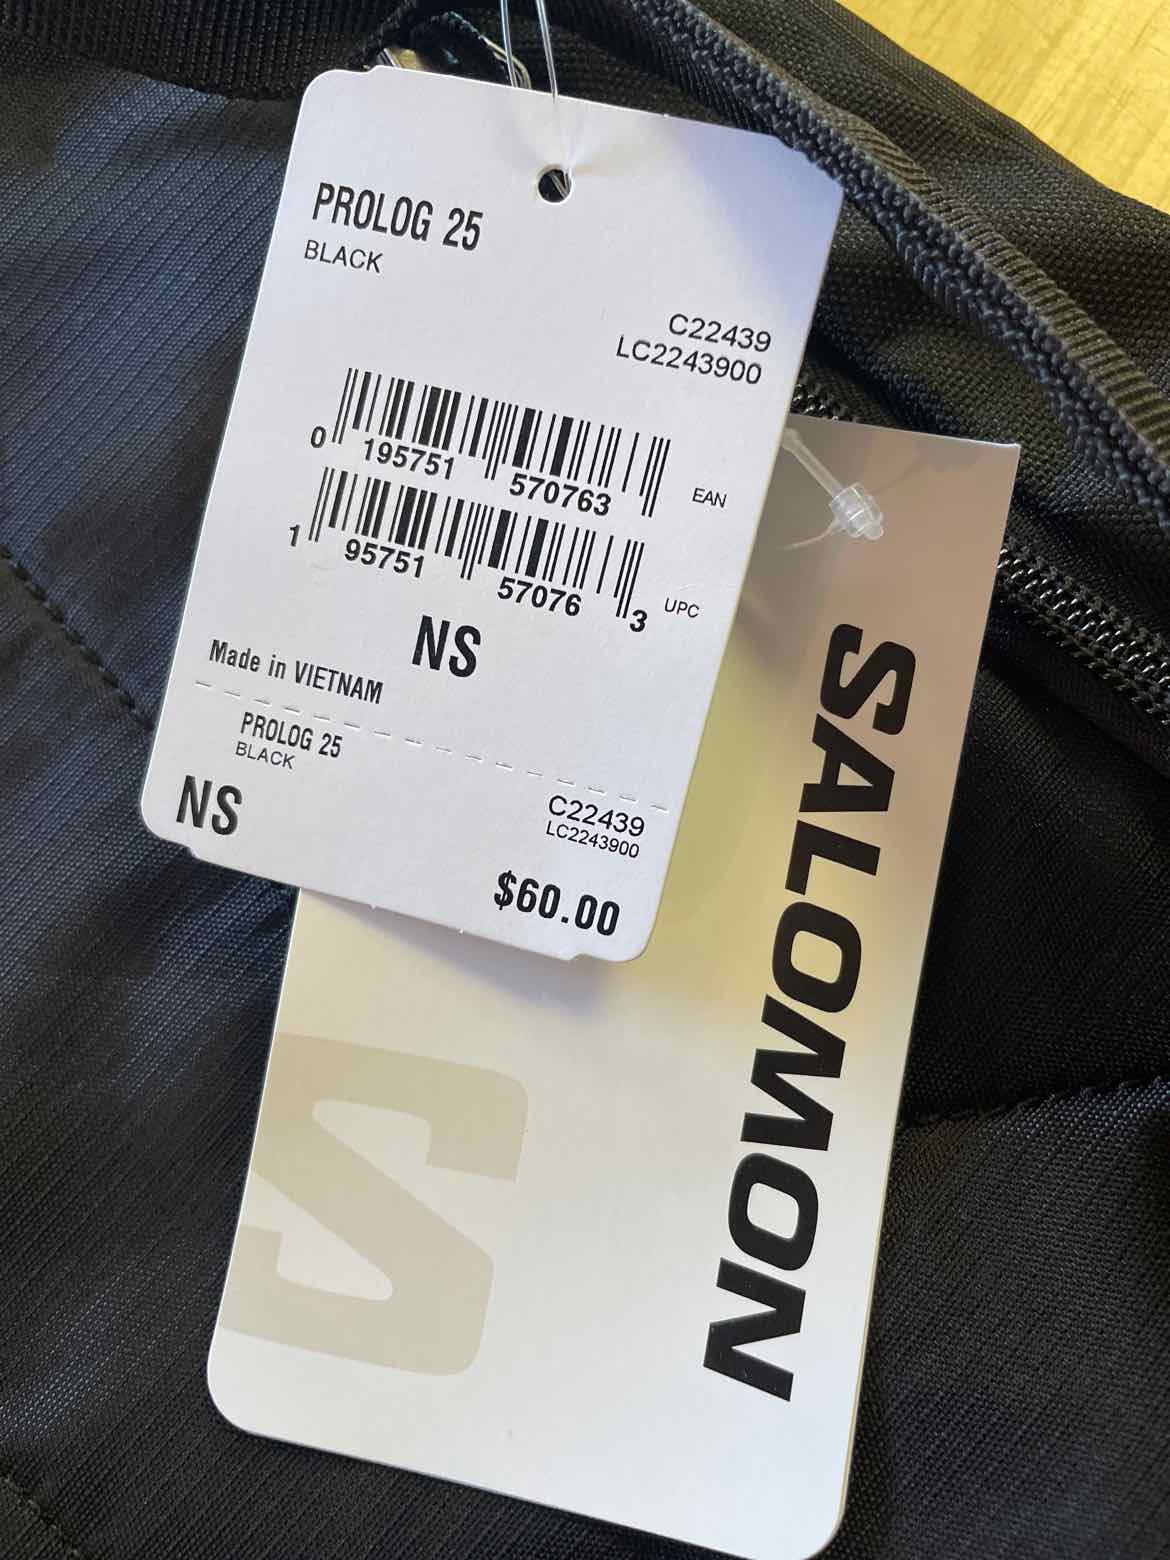 PROLOG 25
BLACK
C22439
LC2243900
0 195751 570763 EAN
1 95751 57076 3 UPC
NS
Made in VIETNAM
PROLOG 25
BLACK
NS
C22439
LC2243900
$60.00
SALOMON